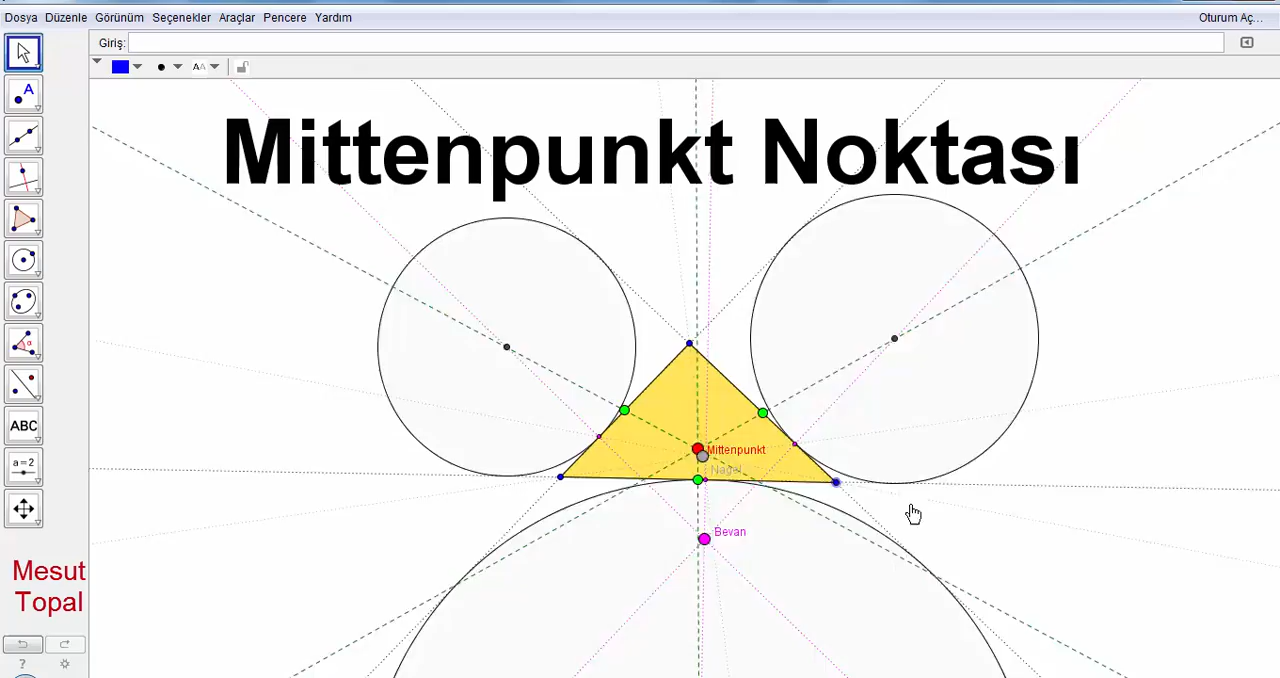 Dosya Düzenle Görünüm Seçenekler Araçlar Pencere Yardım Oturum Aç...
Giriş:
AA
Mittenpunkt Noktası
A
α
ABC
a=2
Mittenpunkt
Nagel
Bevan
Mesut
Topal
?